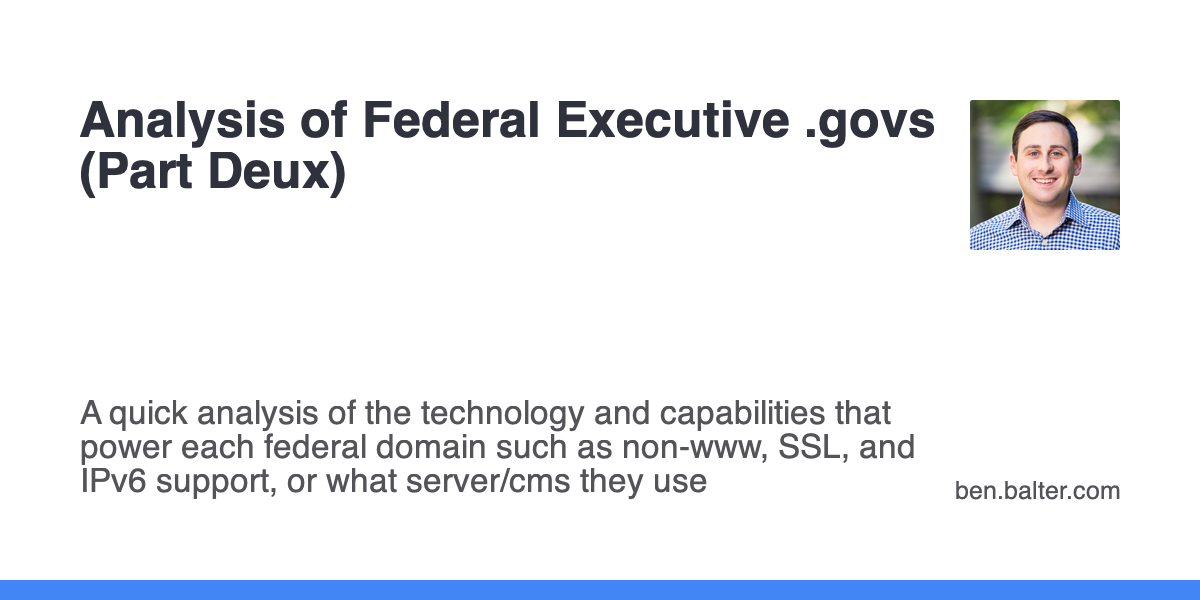 Analysis of Federal Executive .govs
(Part Deux)
A quick analysis of the technology and capabilities that
power each federal domain such as non-www, SSL, and
IPv6 support, or what server/cms they use
ben.balter.com